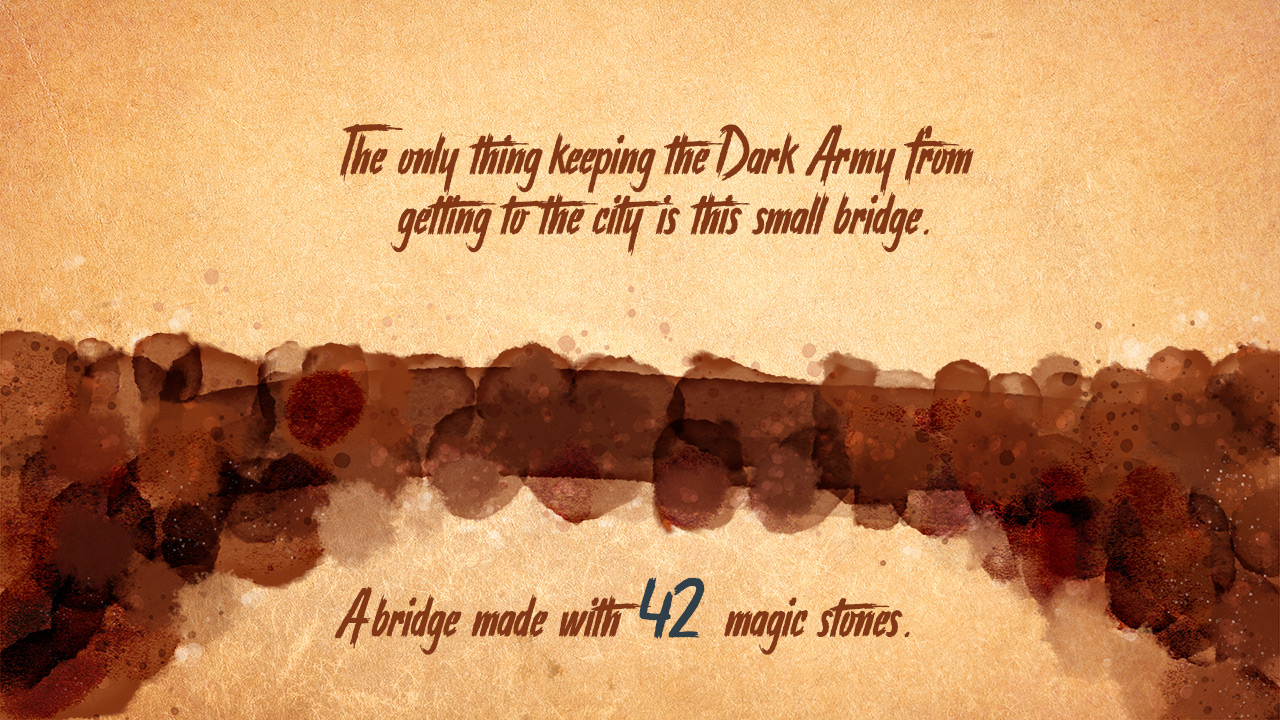 The only thing keeping the Dark Army from
getting to the city is this small bridge.
A bridge made with 42 magic stones.